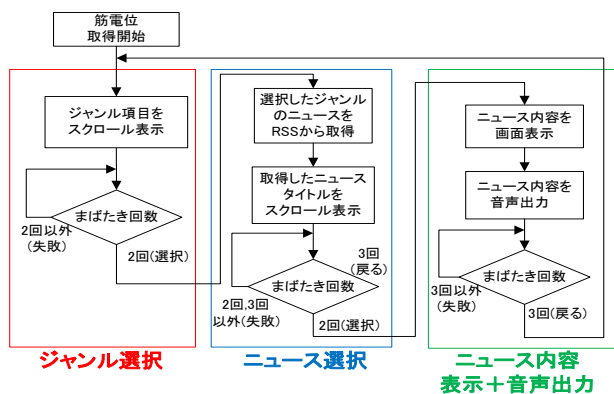 筋電位
取得開始
ジャンル項目を
スクロール表示
まばたき回数
2回以外
(失敗)
2回(選択)
ジャンル選択
選択したジャンル
のニュースを
RSSから取得
取得したニュース
タイトルを
スクロール表示
まばたき回数
3回
(戻る)
2回,3回
以外(失敗)
2回(選択)
ニュース選択
ニュース内容を
画面表示
ニュース内容を
音声出力
まばたき回数
3回以外
(失敗)
3回(戻る)
ニュース内容
表示＋音声出力